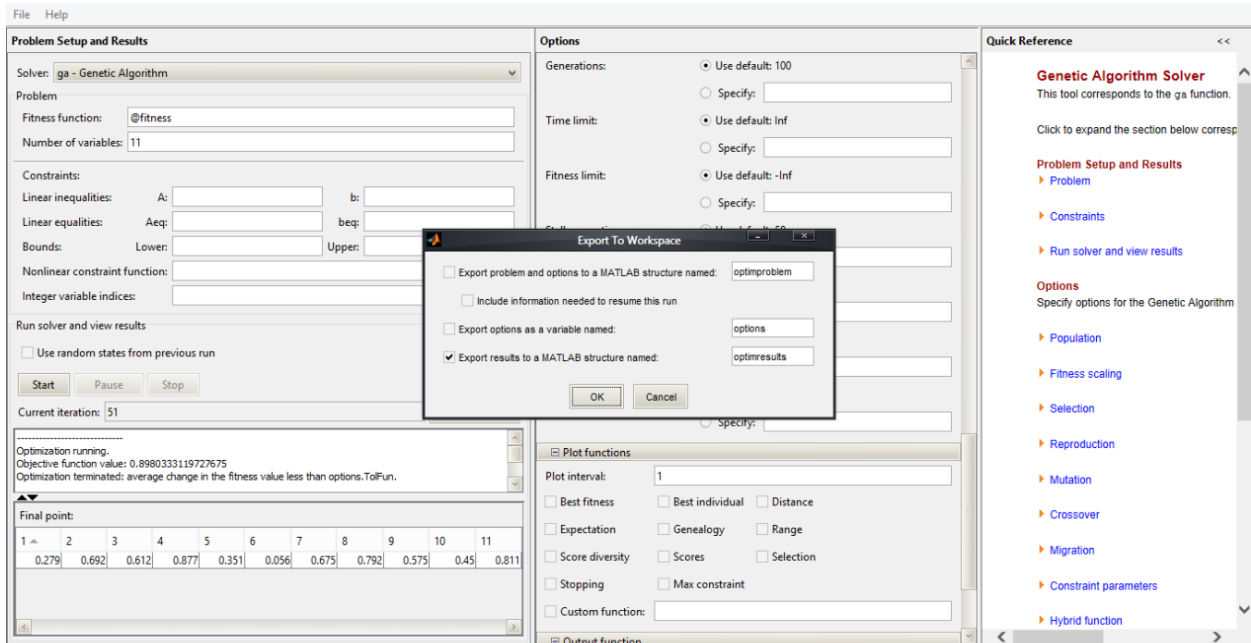 File Help
Problem Setup and Results
Solver: ga - Genetic Algorithm
Problem
Fitness function: @fitness
Number of variables: 11
Constraints:
Linear inequalities: A: b:
Linear equalities: Aeq: beq:
Bounds: Lower: Upper:
Nonlinear constraint function:
Integer variable indices:
Run solver and view results
Use random states from previous run
Start Pause Stop
Current iteration: 51
-----------------------------
Optimization running.
Objective function value: 0.8980333119727675
Optimization terminated: average change in the fitness value less than options.TolFun.
Final point:
1 2 3 4 5 6 7 8 9 10 11
0.279 0.692 0.612 0.877 0.351 0.056 0.675 0.792 0.575 0.45 0.811
Options
Generations: Use default: 100
Specify:
Time limit: Use default: Inf
Specify:
Fitness limit: Use default: -Inf
Specify:
Export To Workspace
Export problem and options to a MATLAB structure named: optimproblem
Include information needed to resume this run
Export options as a variable named: options
Export results to a MATLAB structure named: optimresults
OK Cancel
Specify:
Plot functions
Plot interval: 1
Best fitness Best individual Distance
Expectation Genealogy Range
Score diversity Scores Selection
Stopping Max constraint
Custom function:
Output function
Quick Reference <<
Genetic Algorithm Solver
This tool corresponds to the ga function.
Click to expand the section below corresp
Problem Setup and Results
Problem
Constraints
Run solver and view results
Options
Specify options for the Genetic Algorithm
Population
Fitness scaling
Selection
Reproduction
Mutation
Crossover
Migration
Constraint parameters
Hybrid function